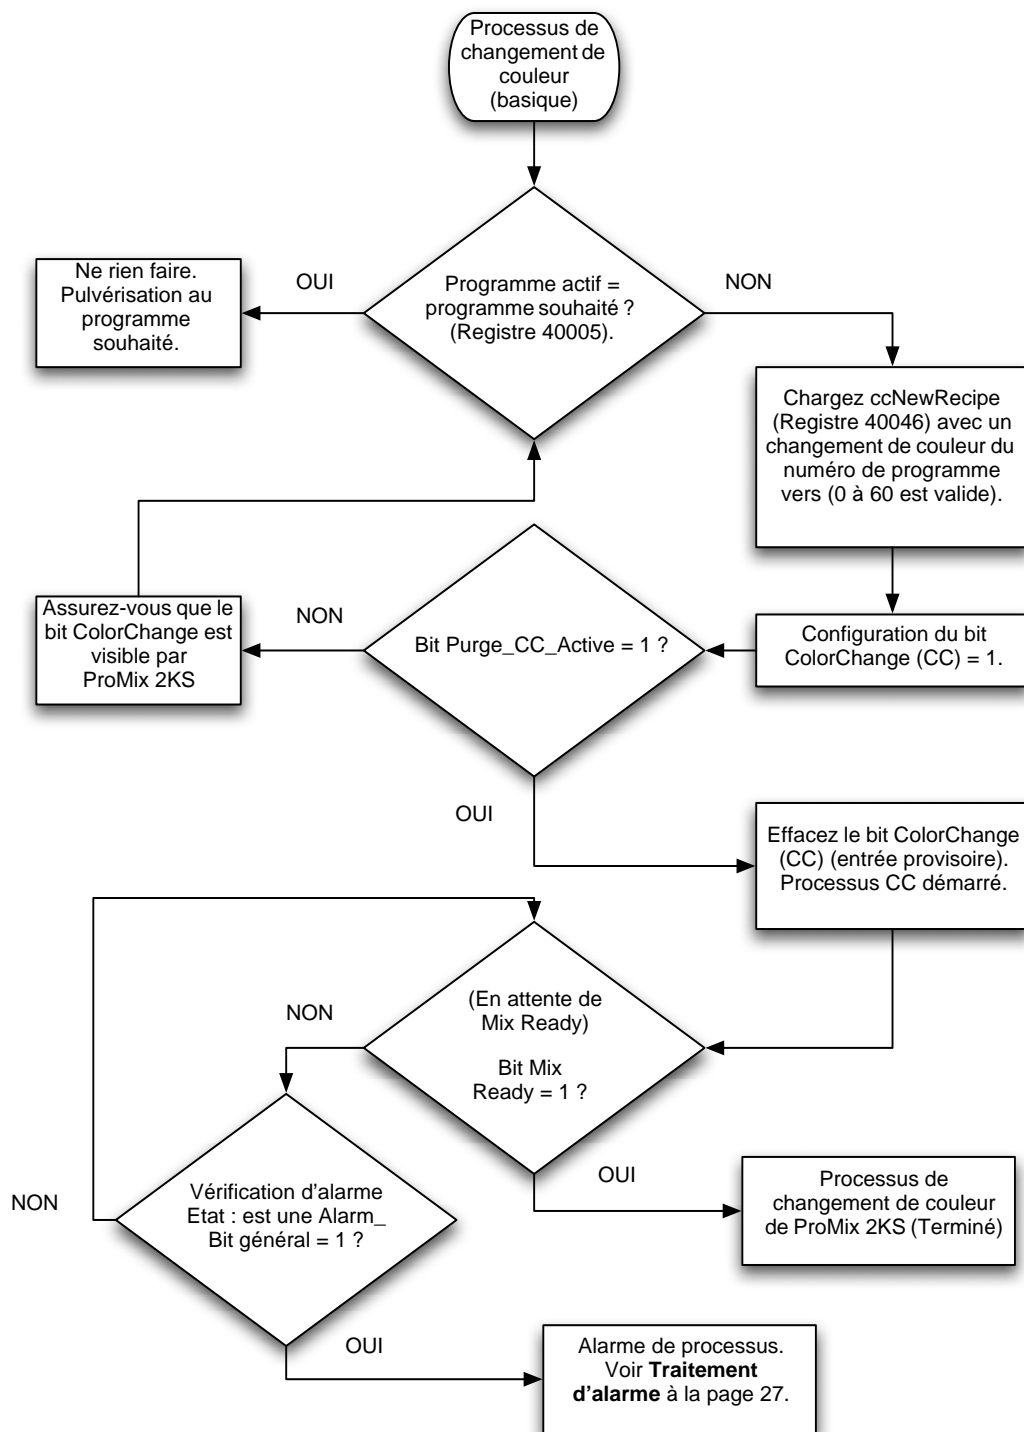 Processus de
changement de
couleur
(basique)
Ne rien faire.
Pulvérisation au
programme
souhaité.
OUI
Programme actif =
programme souhaité ?
(Registre 40005).
NON
Chargez ccNewRecipe
(Registre 40046) avec un
changement de couleur du
numéro de programme
vers (0 à 60 est valide).
Assurez-vous que le
bit ColorChange est
visible par
ProMix 2KS
NON
Bit Purge_CC_Active = 1 ?
Configuration du bit
ColorChange (CC) = 1.
OUI
Effacez le bit ColorChange
(CC) (entrée provisoire).
Processus CC démarré.
NON
(En attente de
Mix Ready)
Bit Mix
Ready = 1 ?
OUI
Processus de
changement de couleur
de ProMix 2KS (Terminé)
NON
Vérification d'alarme
Etat : est une Alarm_
Bit général = 1 ?
OUI
Alarme de processus.
Voir Traitement
d'alarme à la page 27.